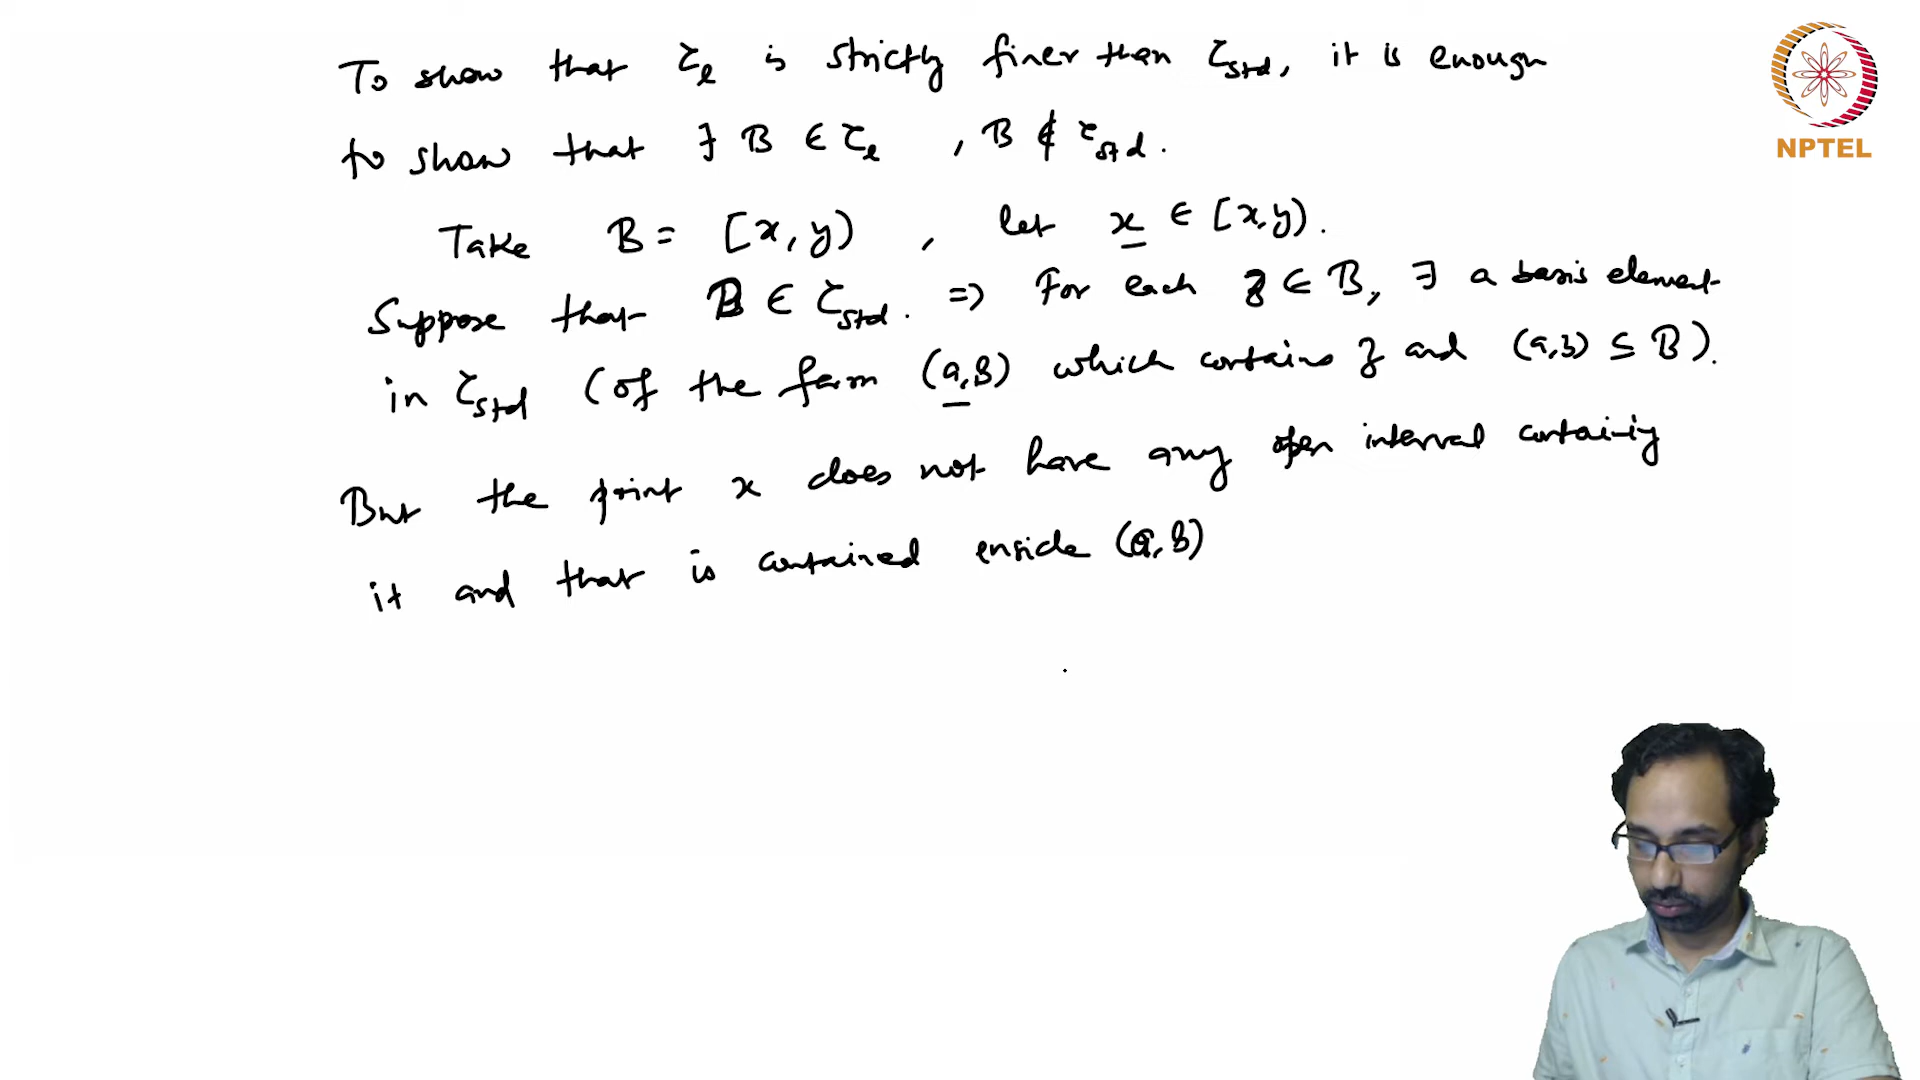 To show that τ_l is strictly finer than τ_std, it is enough
to show that ∃ B ∈ τ_l , B ∉ τ_std.
Take B = [x, y) , let x ∈ [x,y).
Suppose that B ∈ τ_std. ⇒ For each z ∈ B, ∃ a basis element
in τ_std (of the form (a,b) which contains z and (a,b) ⊆ B).
But the point x does not have any open interval containing
it and that is contained inside (a,b)
NPTEL